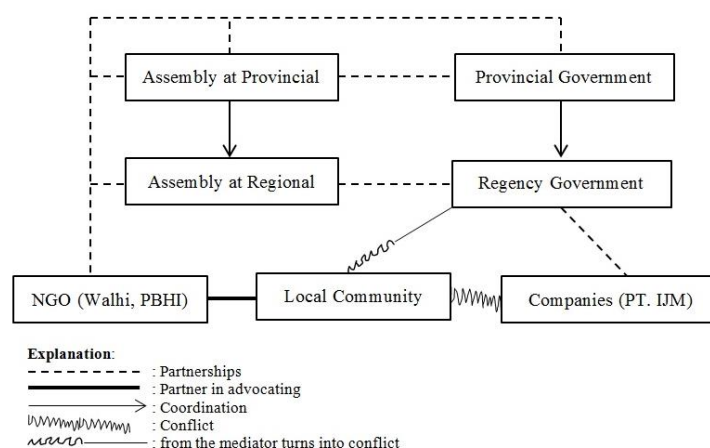 Assembly at Provincial
Provincial Government
Assembly at Regional
Regency Government
NGO (Walhi, PBHI)
Local Community
Companies (PT. IJM)
Explanation:
: Partnerships
: Partner in advocating
: Coordination
: Conflict
: from the mediator turns into conflict